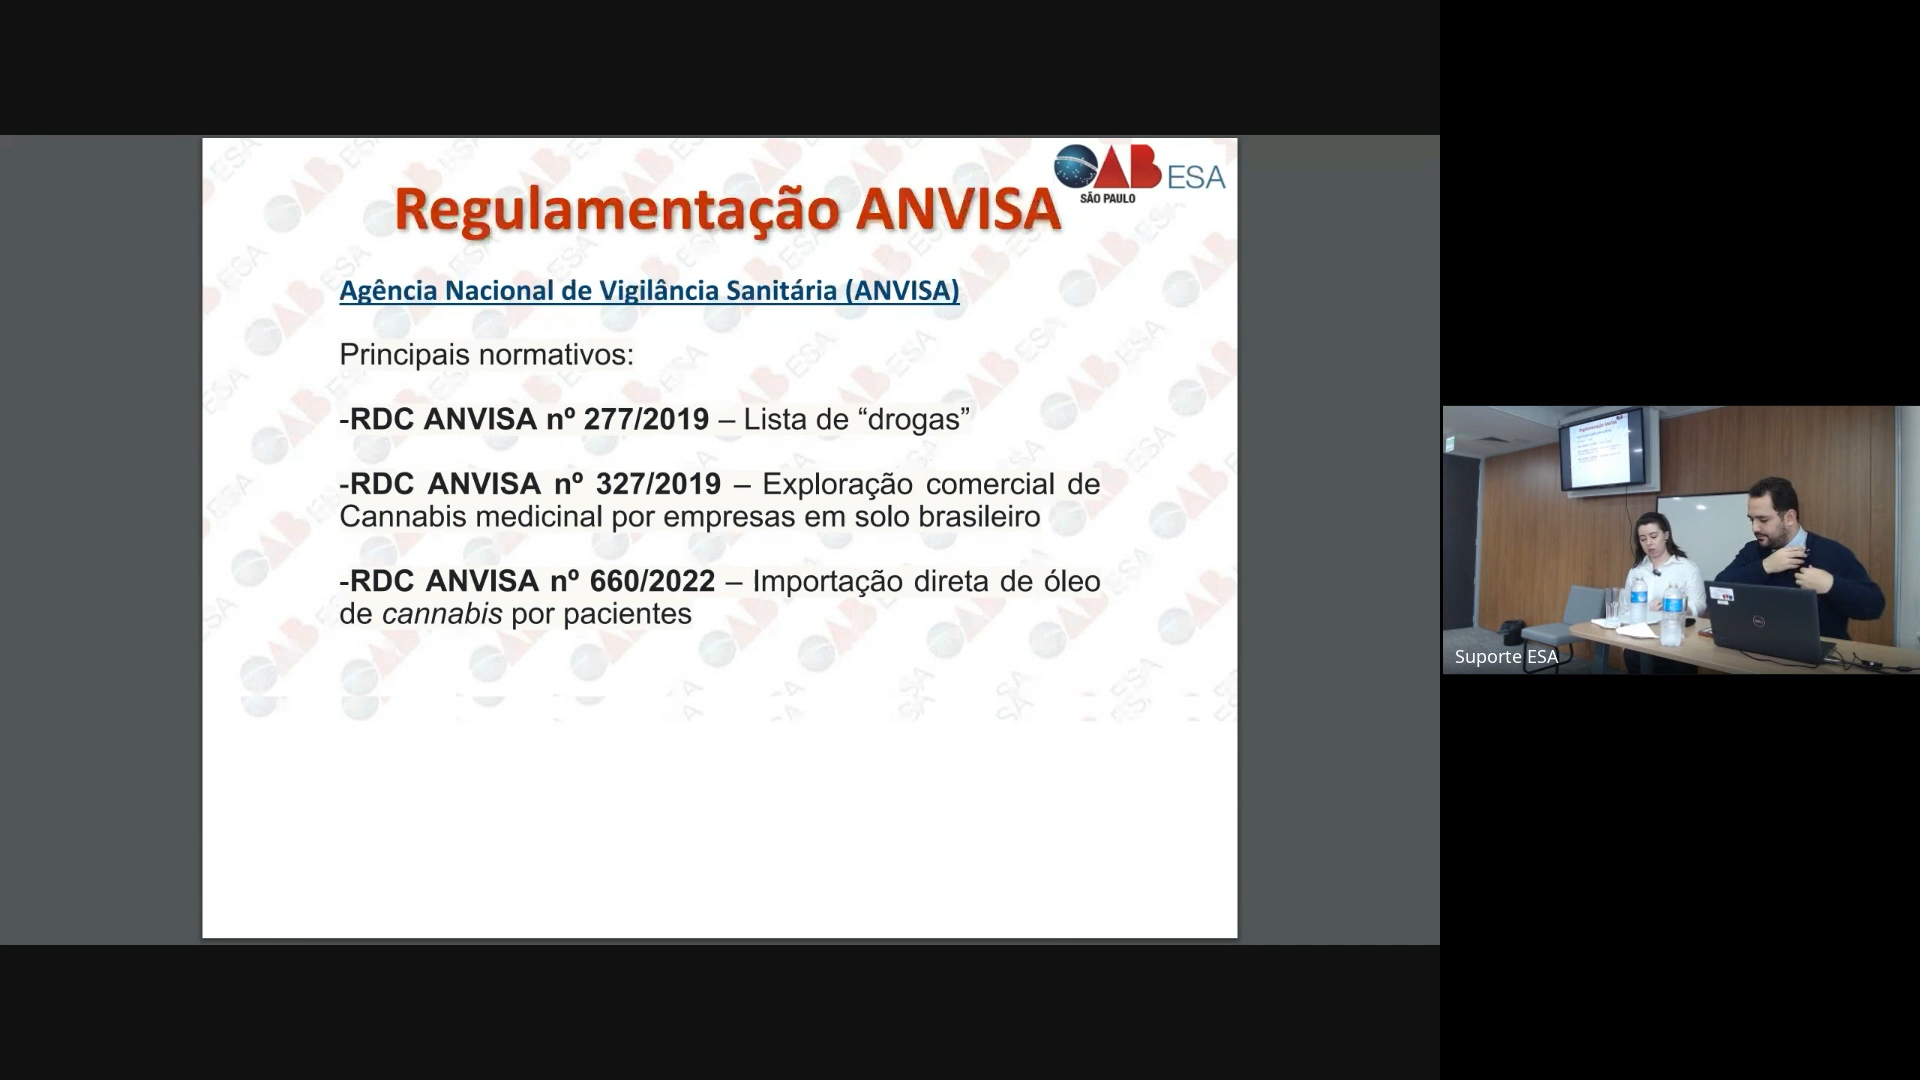 OAB ESA
SÃO PAULO
Regulamentação ANVISA
Agência Nacional de Vigilância Sanitária (ANVISA)
Principais normativos:
-RDC ANVISA nº 277/2019 – Lista de “drogas”
-RDC ANVISA nº 327/2019 – Exploração comercial de
Cannabis medicinal por empresas em solo brasileiro
-RDC ANVISA nº 660/2022 – Importação direta de óleo
de cannabis por pacientes
Suporte ESA